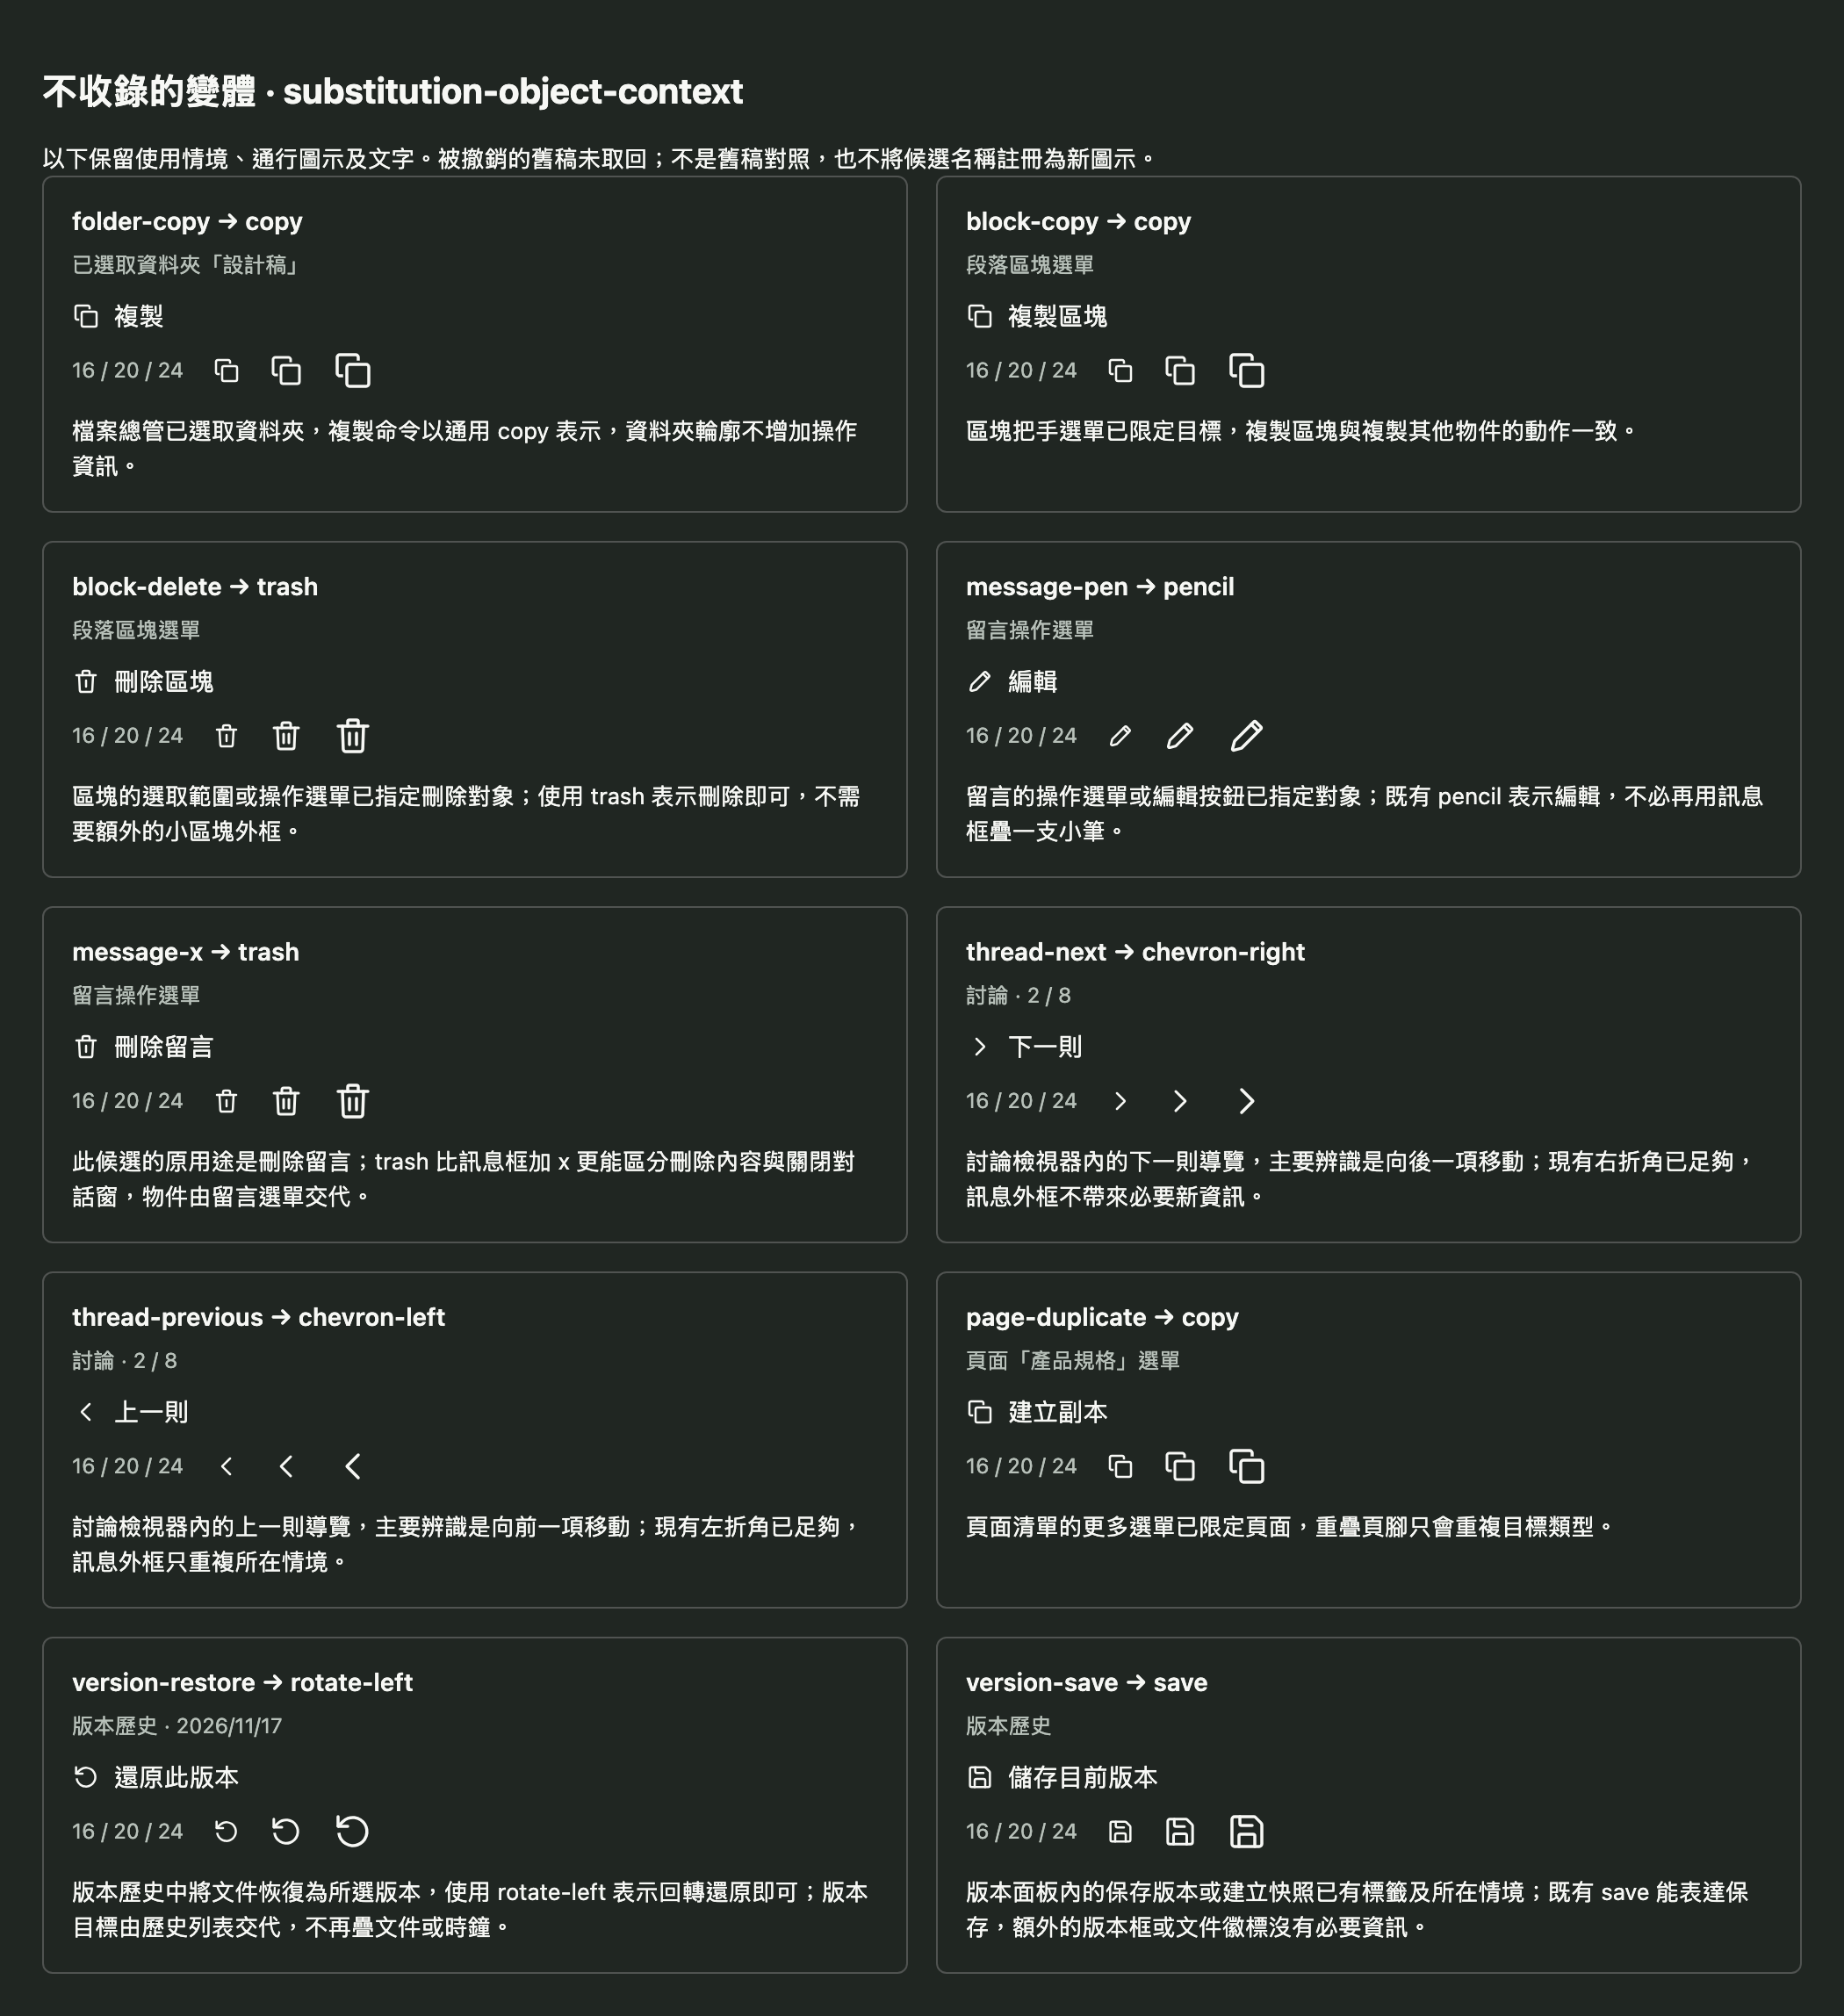 不收錄的變體 · substitution-object-context
以下保留使用情境、通行圖示及文字。被撤銷的舊稿未取回；不是舊稿對照，也不將候選名稱註冊為新圖示。
folder-copy → copy
已選取資料夾「設計稿」
複製
16 / 20 / 24
檔案總管已選取資料夾，複製命令以通用 copy 表示，資料夾輪廓不增加操作
資訊。
block-copy → copy
段落區塊選單
複製區塊
16 / 20 / 24
區塊把手選單已限定目標，複製區塊與複製其他物件的動作一致。
block-delete → trash
段落區塊選單
刪除區塊
16 / 20 / 24
區塊的選取範圍或操作選單已指定刪除對象；使用 trash 表示刪除即可，不需
要額外的小區塊外框。
message-pen → pencil
留言操作選單
編輯
16 / 20 / 24
留言的操作選單或編輯按鈕已指定對象；既有 pencil 表示編輯，不必再用訊息
框疊一支小筆。
message-x → trash
留言操作選單
刪除留言
16 / 20 / 24
此候選的原用途是刪除留言；trash 比訊息框加 x 更能區分刪除內容與關閉對
話窗，物件由留言選單交代。
thread-next → chevron-right
討論 · 2 / 8
下一則
16 / 20 / 24
討論檢視器內的下一則導覽，主要辨識是向後一項移動；現有右折角已足夠，
訊息外框不帶來必要新資訊。
thread-previous → chevron-left
討論 · 2 / 8
上一則
16 / 20 / 24
討論檢視器內的上一則導覽，主要辨識是向前一項移動；現有左折角已足夠，
訊息外框只重複所在情境。
page-duplicate → copy
頁面「產品規格」選單
建立副本
16 / 20 / 24
頁面清單的更多選單已限定頁面，重疊頁腳只會重複目標類型。
version-restore → rotate-left
版本歷史 · 2026/11/17
還原此版本
16 / 20 / 24
版本歷史中將文件恢復為所選版本，使用 rotate-left 表示回轉還原即可；版本
目標由歷史列表交代，不再疊文件或時鐘。
version-save → save
版本歷史
儲存目前版本
16 / 20 / 24
版本面板內的保存版本或建立快照已有標籤及所在情境；既有 save 能表達保
存，額外的版本框或文件徽標沒有必要資訊。